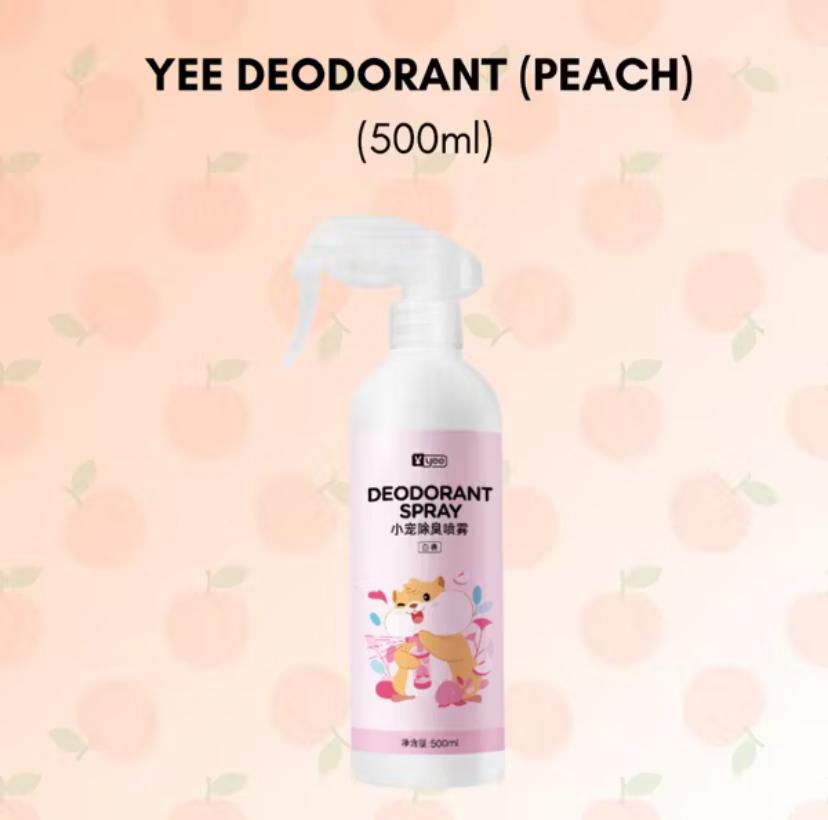 YEE DEODORANT (PEACH)
(500ml)
yee
DEODORANT
SPRAY
小宠除臭喷雾
净含量:500ml